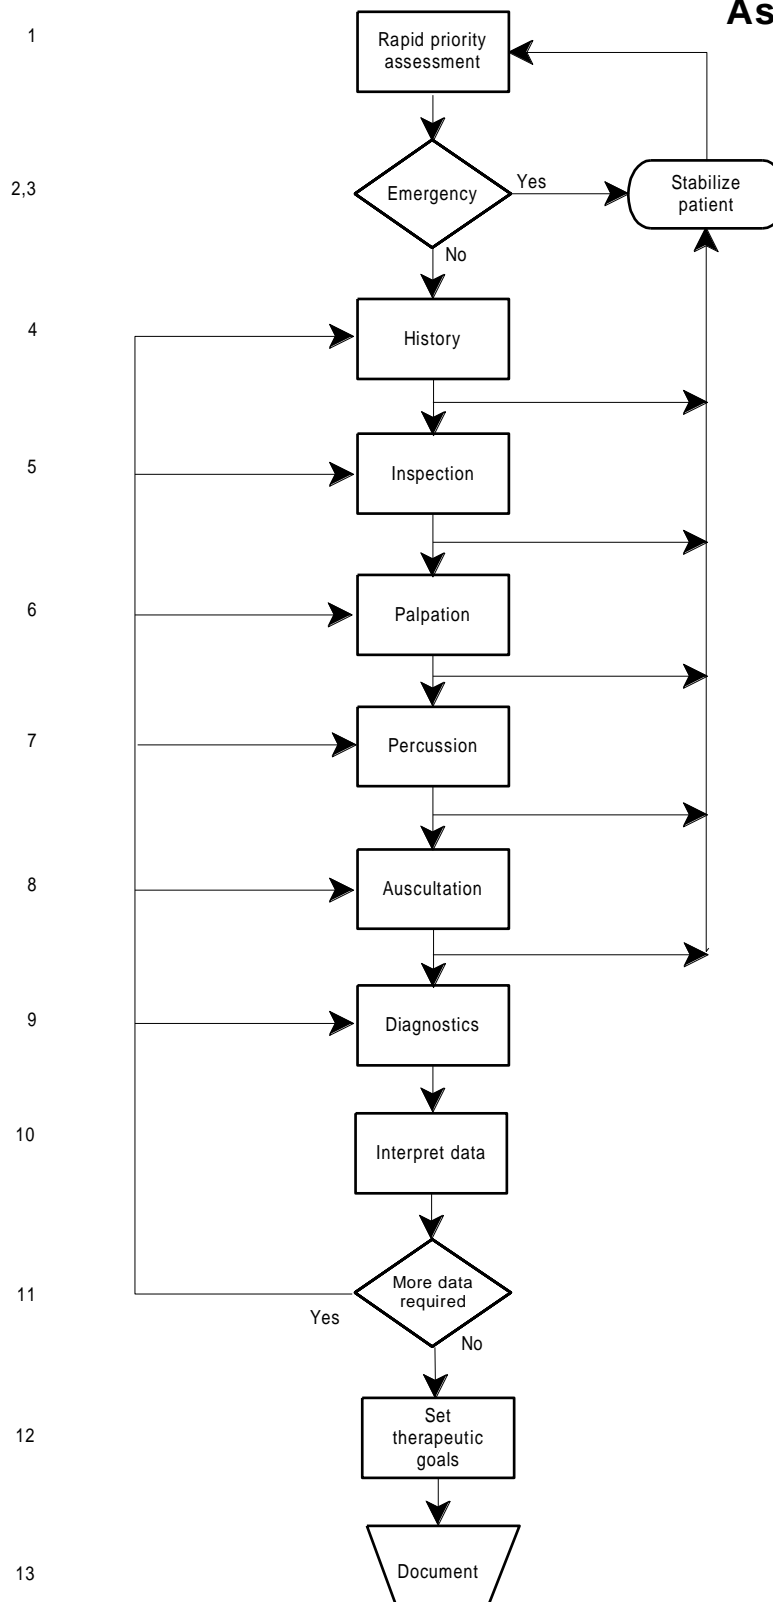 As
1
Rapid priority
assessment
2,3
Emergency
Yes
Stabilize
patient
No
4
History
5
Inspection
6
Palpation
7
Percussion
8
Auscultation
9
Diagnostics
10
Interpret data
11
More data
required
Yes
No
12
Set
therapeutic
goals
13
Document